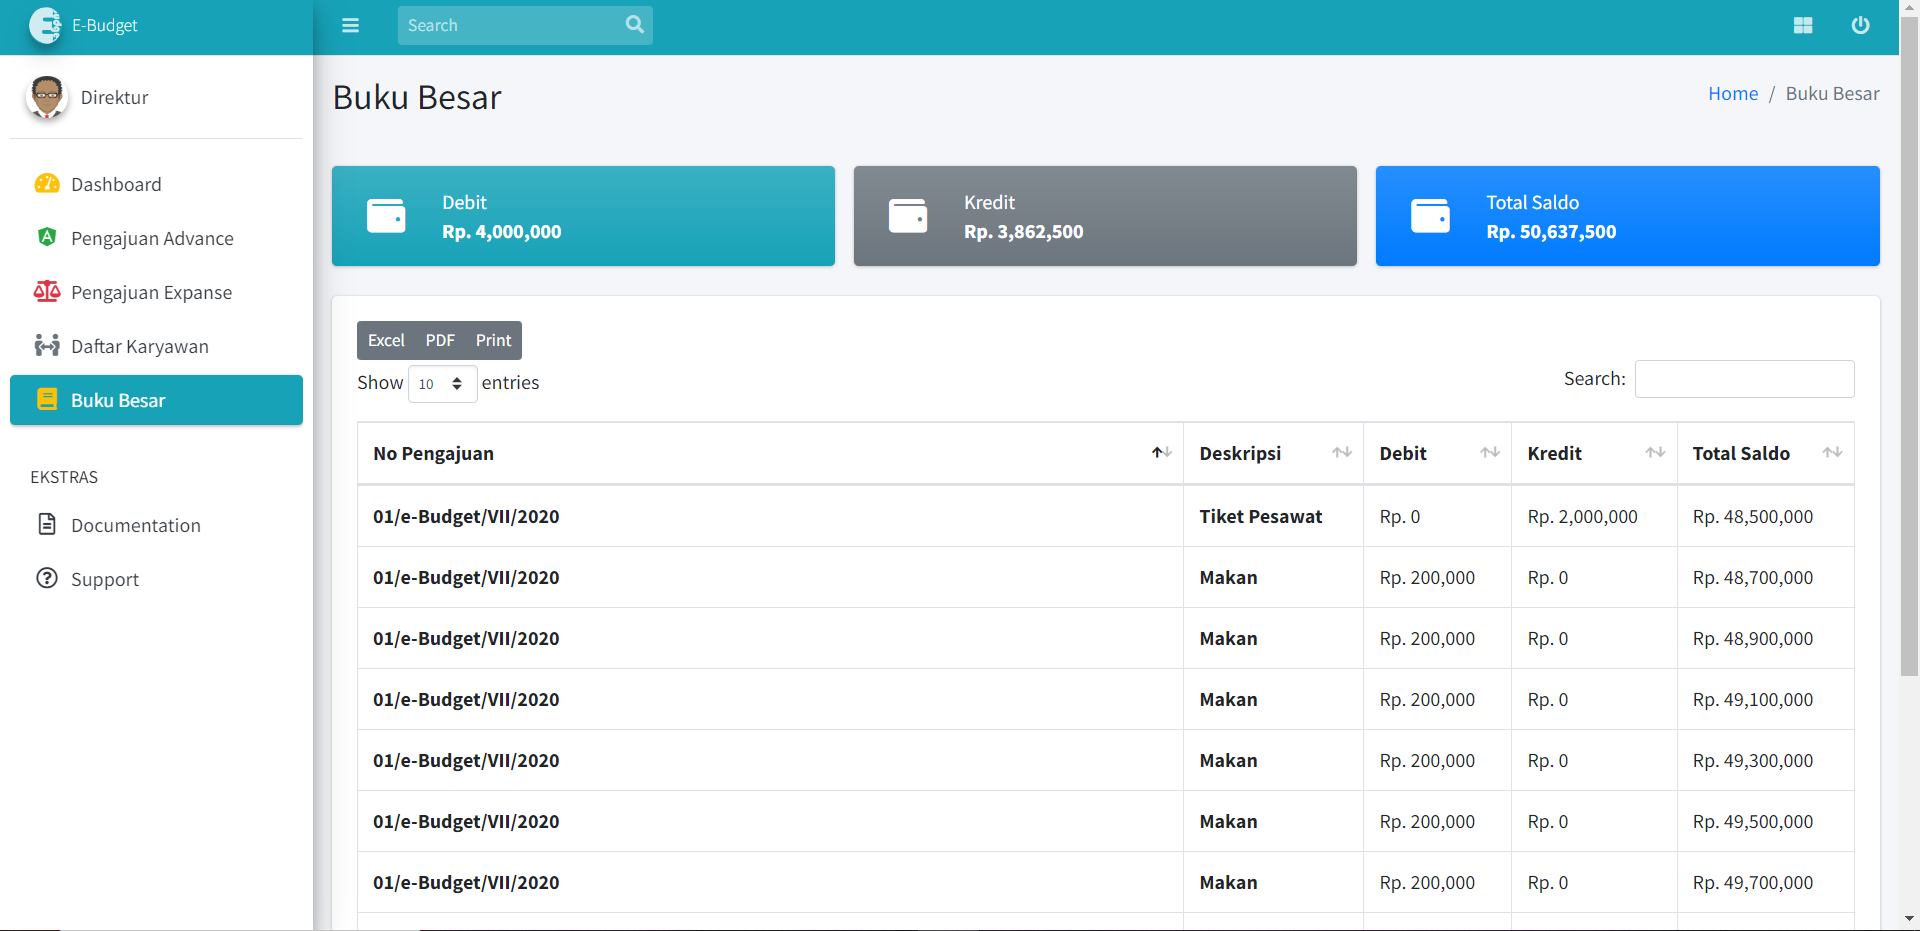 E-Budget
Search
Direktur
Buku Besar
Home / Buku Besar
Dashboard
Pengajuan Advance
Pengajuan Expanse
Daftar Karyawan
Buku Besar
EKSTRAS
Documentation
Support
Debit
Rp. 4,000,000
Kredit
Rp. 3,862,500
Total Saldo
Rp. 50,637,500
Excel PDF Print
Show 10 entries
Search:
No Pengajuan Deskripsi Debit Kredit Total Saldo
01/e-Budget/VII/2020 Tiket Pesawat Rp. 0 Rp. 2,000,000 Rp. 48,500,000
01/e-Budget/VII/2020 Makan Rp. 200,000 Rp. 0 Rp. 48,700,000
01/e-Budget/VII/2020 Makan Rp. 200,000 Rp. 0 Rp. 48,900,000
01/e-Budget/VII/2020 Makan Rp. 200,000 Rp. 0 Rp. 49,100,000
01/e-Budget/VII/2020 Makan Rp. 200,000 Rp. 0 Rp. 49,300,000
01/e-Budget/VII/2020 Makan Rp. 200,000 Rp. 0 Rp. 49,500,000
01/e-Budget/VII/2020 Makan Rp. 200,000 Rp. 0 Rp. 49,700,000